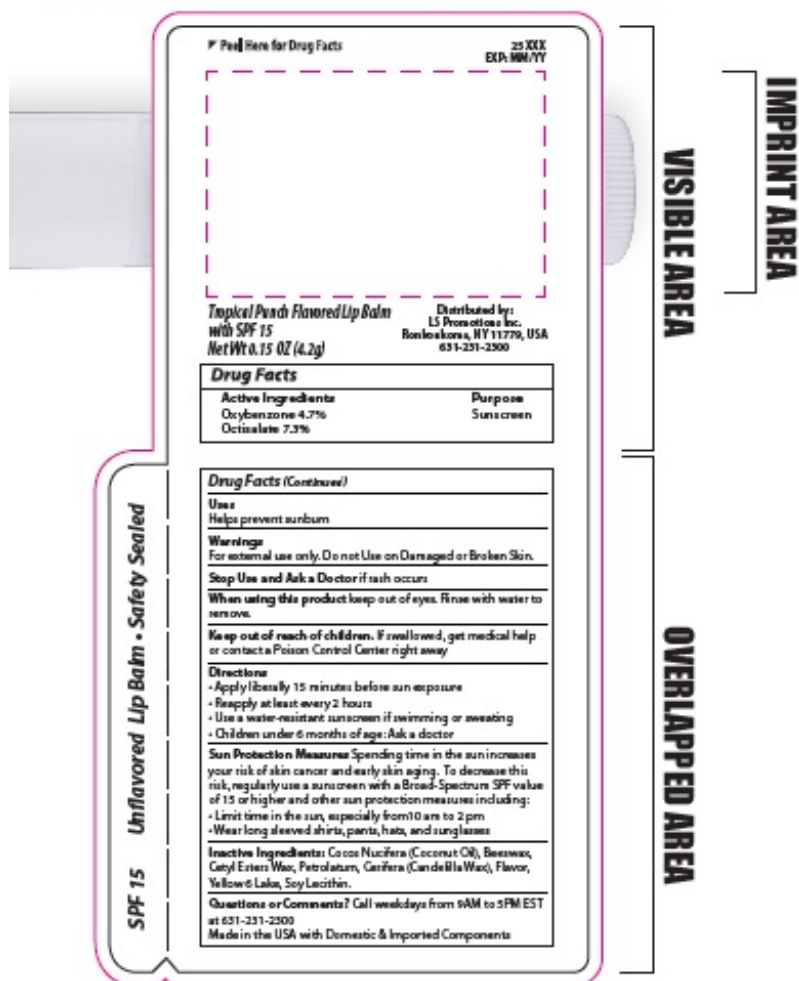 Peel Here for Drug Facts
25 XXX
EXP: MM/YY
Tropical Punch Flavored Lip Balm
with SPF 15
Net Wt 0.15 OZ (4.2g)
Distributed by:
LS Promotions Inc.
Ronkonkoma, NY 11779, USA
631-231-2300
Drug Facts
Active Ingredients
Purpose
Oxybenzone 4.7%
Sunscreen
Octisalate 7.3%
Drug Facts (Continued)
Uses
Helps prevent sunburn
Warnings
For external use only. Do not Use on Damaged or Broken Skin.
Stop Use and Ask a Doctor if rash occurs
When using this product keep out of eyes. Rinse with water to
remove.
Keep out of reach of children. If swallowed, get medical help
or contact a Poison Control Center right away
Directions
• Apply liberally 15 minutes before sun exposure
• Reapply at least every 2 hours
• Use a water-resistant sunscreen if swimming or sweating
• Children under 6 months of age: Ask a doctor
Sun Protection Measures Spending time in the sun increases
your risk of skin cancer and early skin aging. To decrease this
risk, regularly use a sunscreen with a Broad-Spectrum SPF value
of 15 or higher and other sun protection measures including:
• Limit time in the sun, especially from10 am to 2 pm
• Wear long sleeved shirts, pants, hats, and sunglasses
Inactive Ingredients: Cocos Nucifera (Coconut Oil), Beeswax,
Cetyl Esters Wax, Petrolatum, Cerifera (Candelilla Wax), Flavor,
Yellow 6 Lake, Soy Lecithin.
Questions or Comments? Call weekdays from 9AM to 5PM EST
at 631-231-2300
Made in the USA with Domestic & Imported Components
SPF 15 Unflavored Lip Balm • Safety Sealed
VISIBLE AREA
IMPRINT AREA
OVERLAPPED AREA